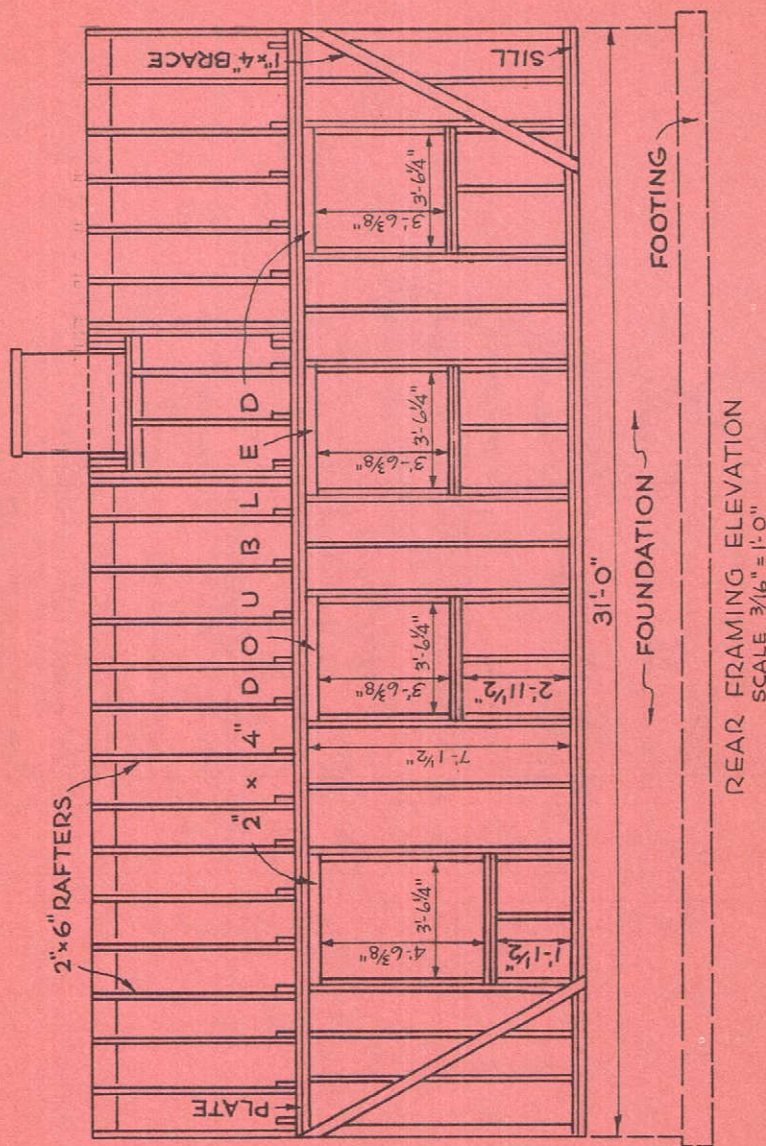 2"×6" RAFTERS
1"×4" BRACE
2" × 4" DOUBLED
PLATE
SILL
4'-6⅜"
3'-6¼"
1'-1½"
7'-1½"
3'-6⅜"
3'-6¼"
2'-11½"
3'-6⅜"
3'-6¼"
3'-6⅜"
3'-6¼"
31'-0"
FOUNDATION
FOOTING
REAR FRAMING ELEVATION
SCALE 3/16" = 1'-0"